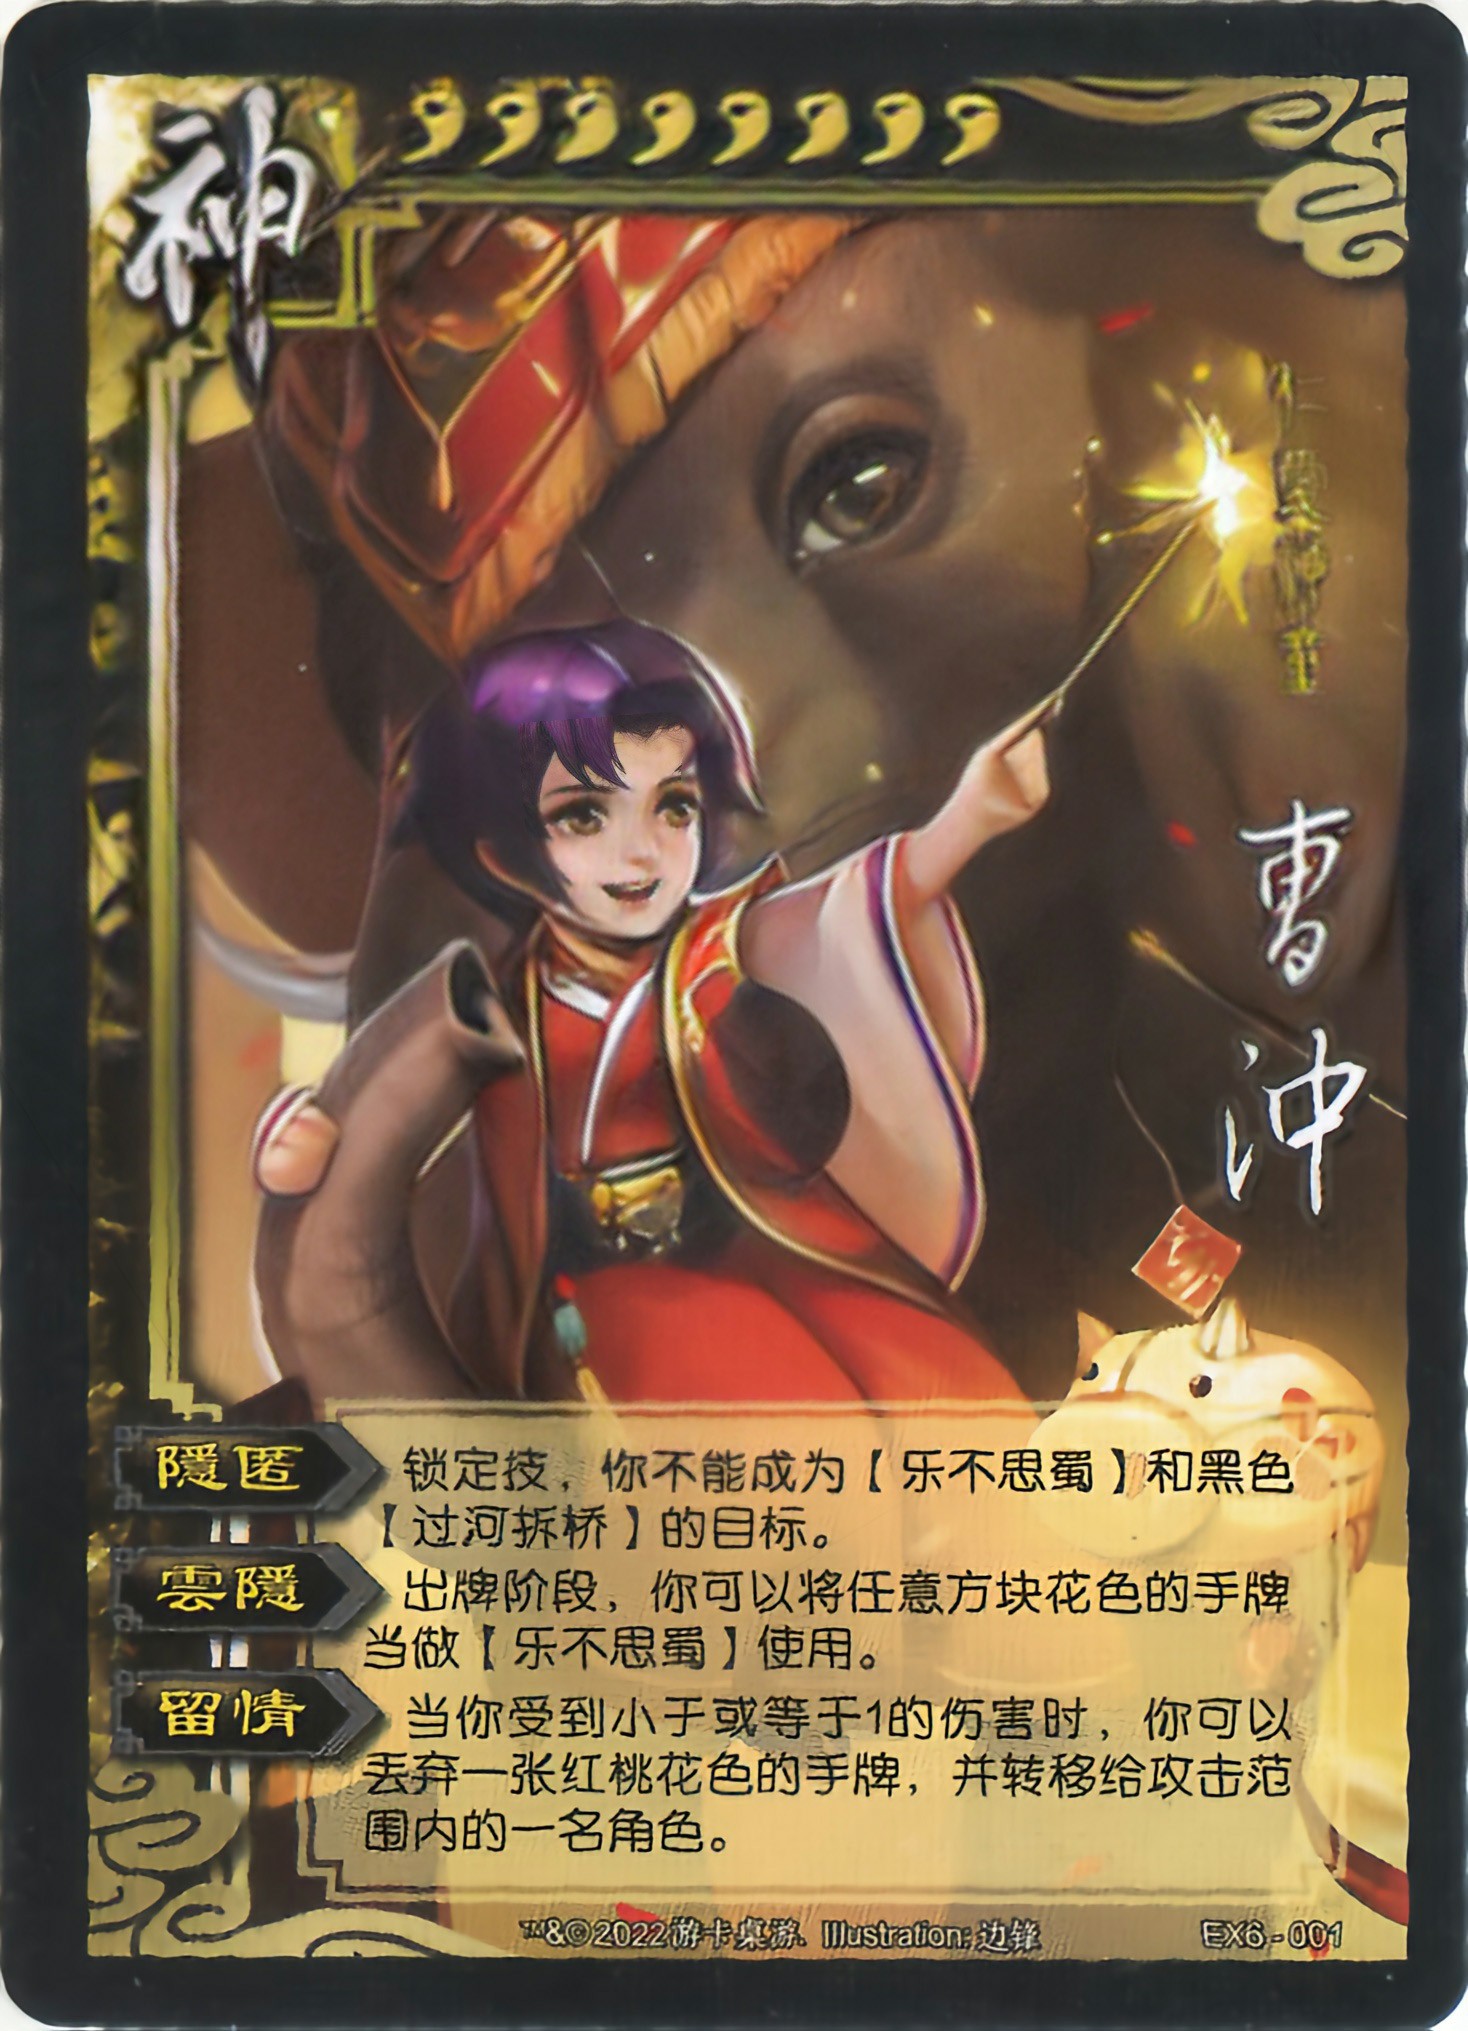 神
仁愛神童
曹
冲
隱匿
锁定技，你不能成为【乐不思蜀】和黑色
【过河拆桥】的目标。
雲隱
出牌阶段，你可以将任意方块花色的手牌
当做【乐不思蜀】使用。
留情
当你受到小于或等于1的伤害时，你可以
丢弃一张红桃花色的手牌，并转移给攻击范
围内的一名角色。
™&©2022游卡桌游. Illustration:边锋
EX6-001